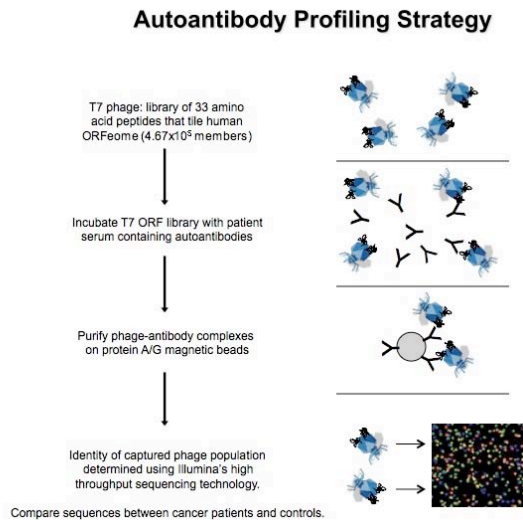 Autoantibody Profiling Strategy
T7 phage: library of 33 amino
acid peptides that tile human
ORFeome (4.67x10⁵ members)
Incubate T7 ORF library with patient
serum containing autoantibodies
Purify phage-antibody complexes
on protein A/G magnetic beads
Identity of captured phage population
determined using Illumina's high
throughput sequencing technology.
Compare sequences between cancer patients and controls.